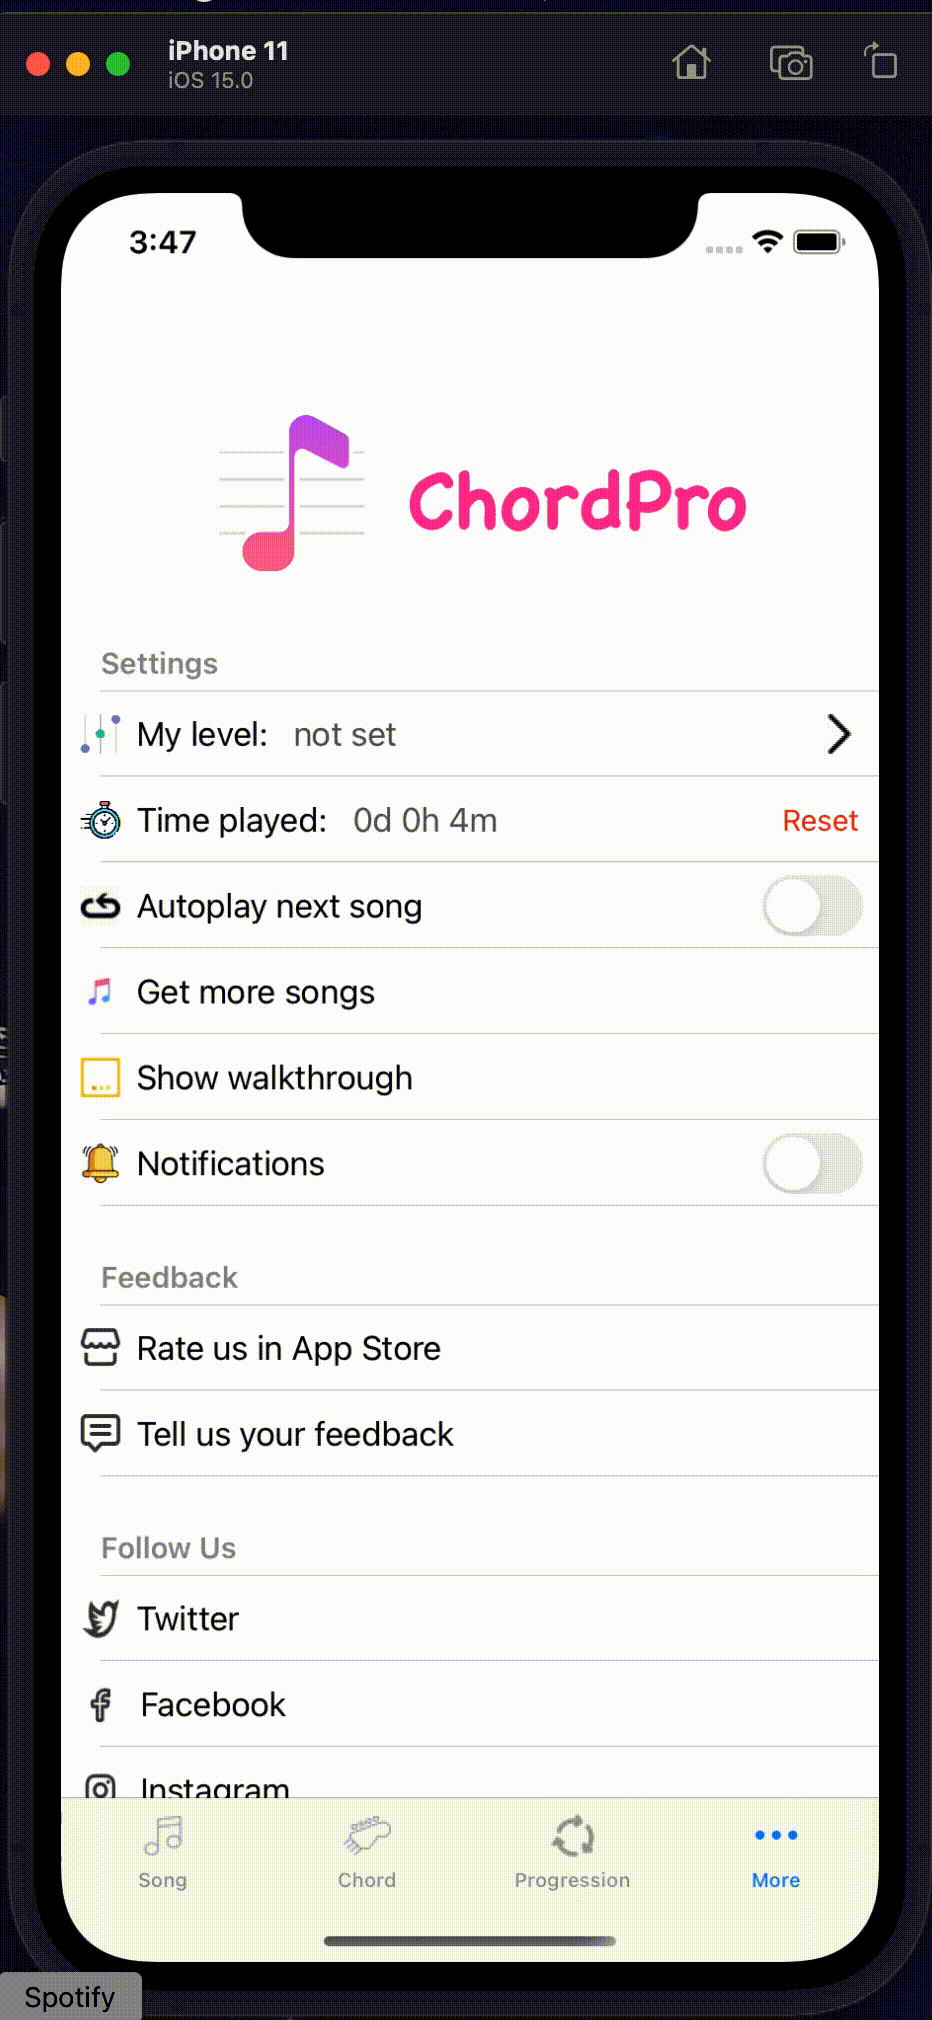 iPhone 11
iOS 15.0
3:47
ChordPro
Settings
My level: not set
Time played: 0d 0h 4m Reset
Autoplay next song
Get more songs
Show walkthrough
Notifications
Feedback
Rate us in App Store
Tell us your feedback
Follow Us
Twitter
Facebook
Instagram
Song Chord Progression More
Spotify